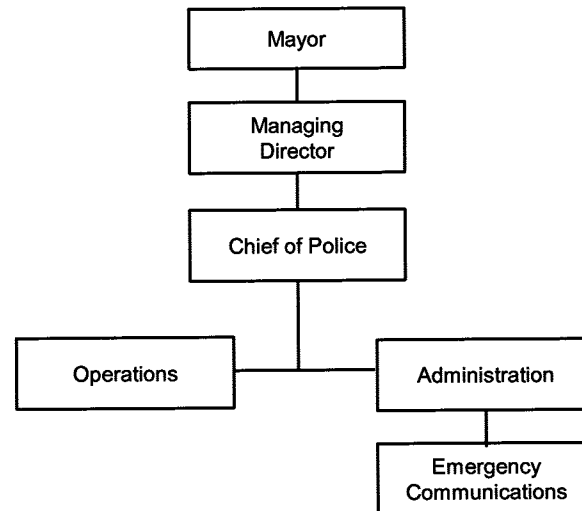 Mayor
Managing
Director
Chief of Police
Operations
Administration
Emergency
Communications